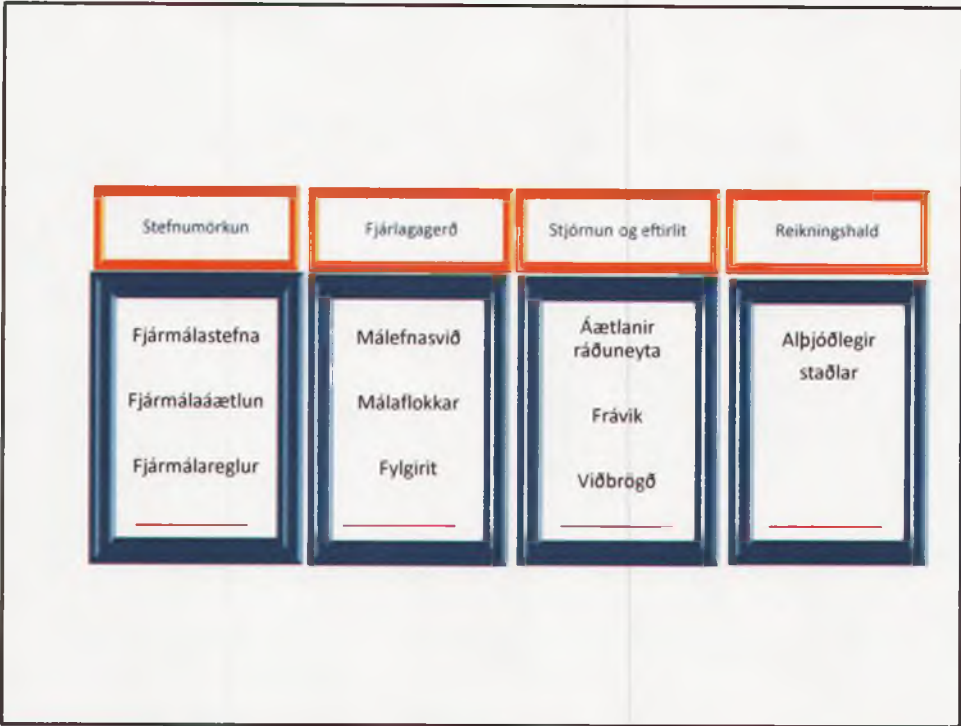 Stefnumörkun
Fjármálastefna
Fjármálaáætlun
Fjármálareglur
Fjárlagagerð
Málefnasvið
Málaflokkar
Fylgirit
Stjórnun og eftirlit
Áætlanir
ráðuneyta
Frávik
Viðbrögð
Reikningshald
Alþjóðlegir
staðlar